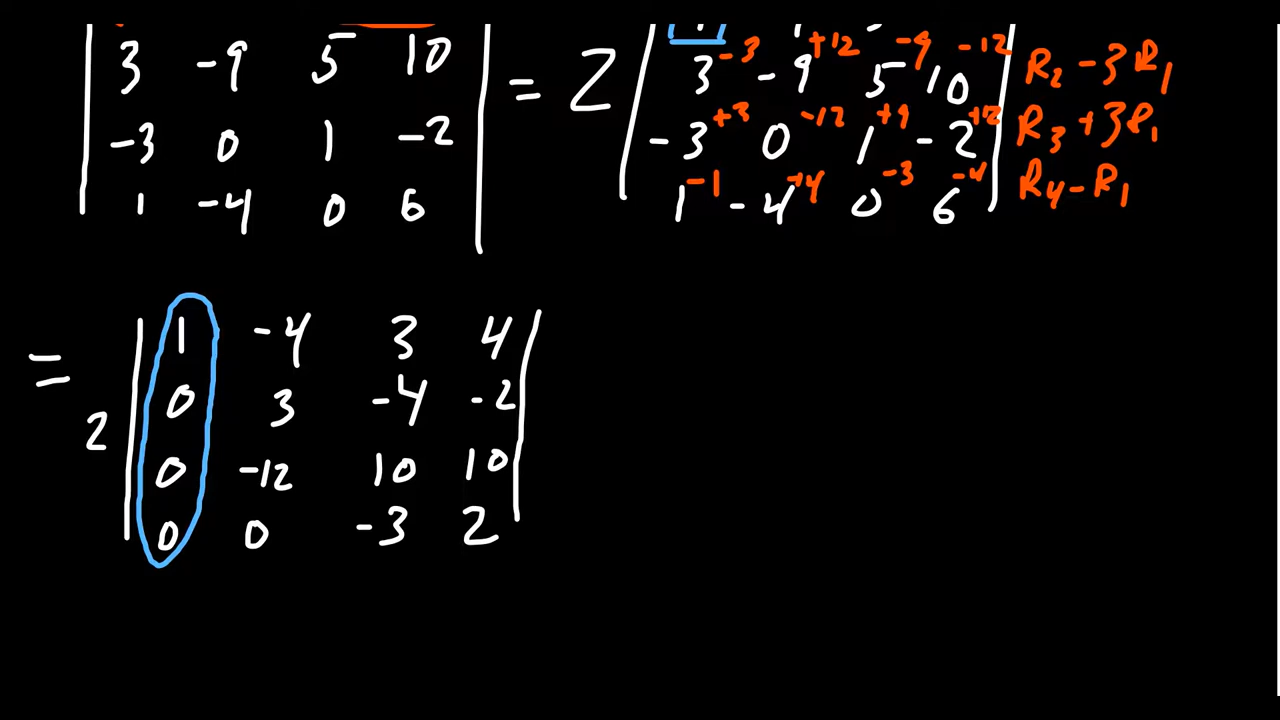 | 3 -9 5 10 | = 2 | 3 -3 -9 +12 5 -9 10 -12 | R2 - 3R1
| -3 0 1 -2 | | -3 +3 0 -12 1 +9 -2 +12 | R3 + 3R1
| 1 -4 0 6 | | 1 -1 -4 +4 0 -3 6 -4 | R4 - R1
= 2 | 1 -4 3 4 |
| 0 3 -4 -2 |
| 0 -12 10 10 |
| 0 0 -3 2 |